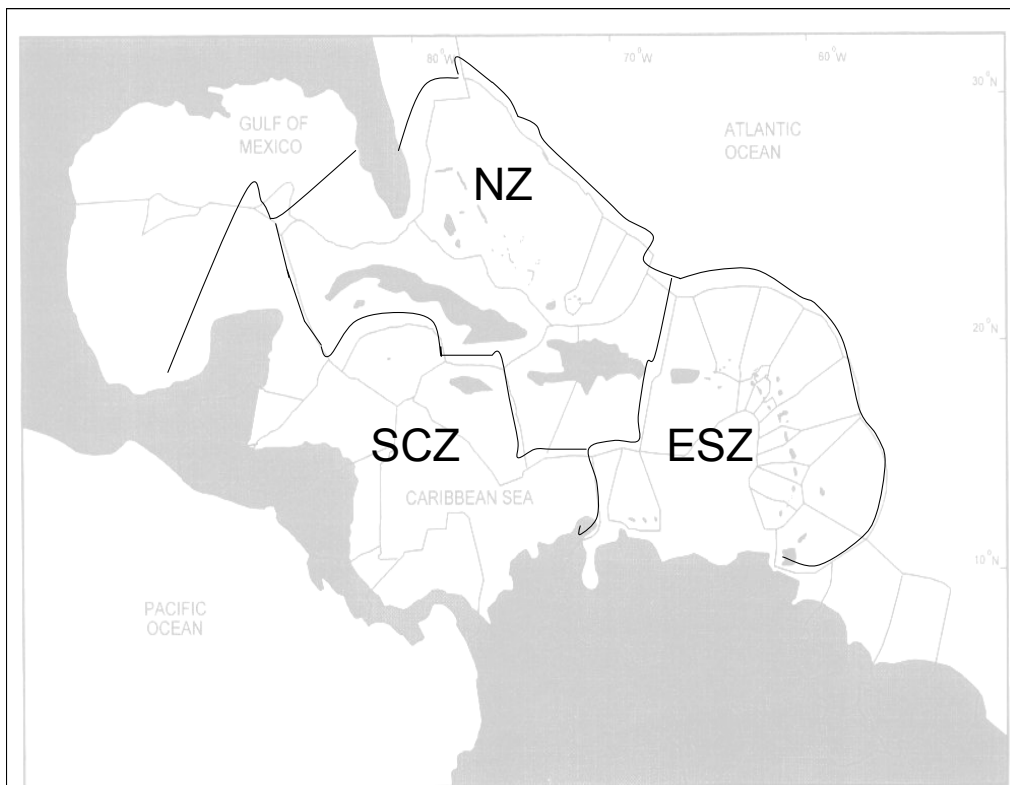 80°W
70°W
60°W
30°N
GULF OF
MEXICO
ATLANTIC
OCEAN
NZ
20°N
SCZ
ESZ
CARIBBEAN SEA
10°N
PACIFIC
OCEAN